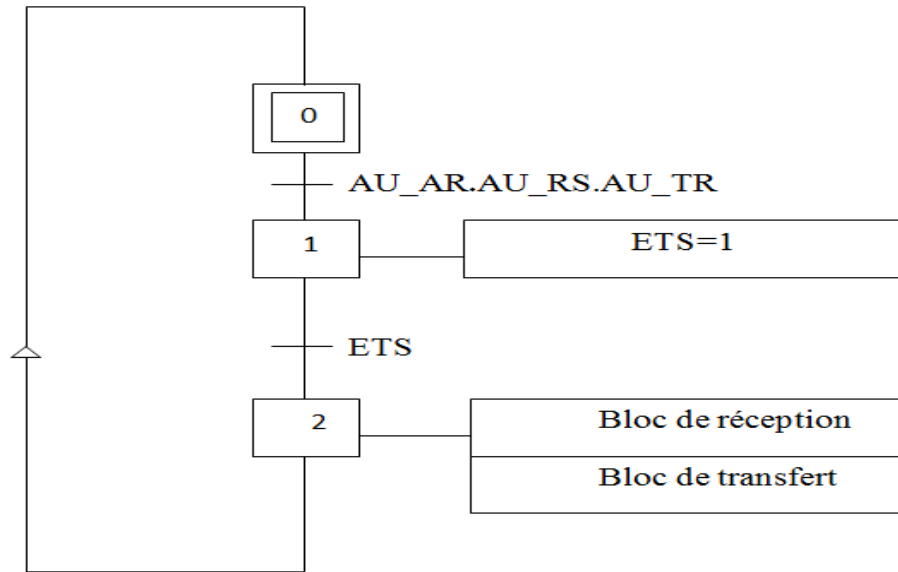 0
AU_AR.AU_RS.AU_TR
1
ETS=1
ETS
2
Bloc de réception
Bloc de transfert